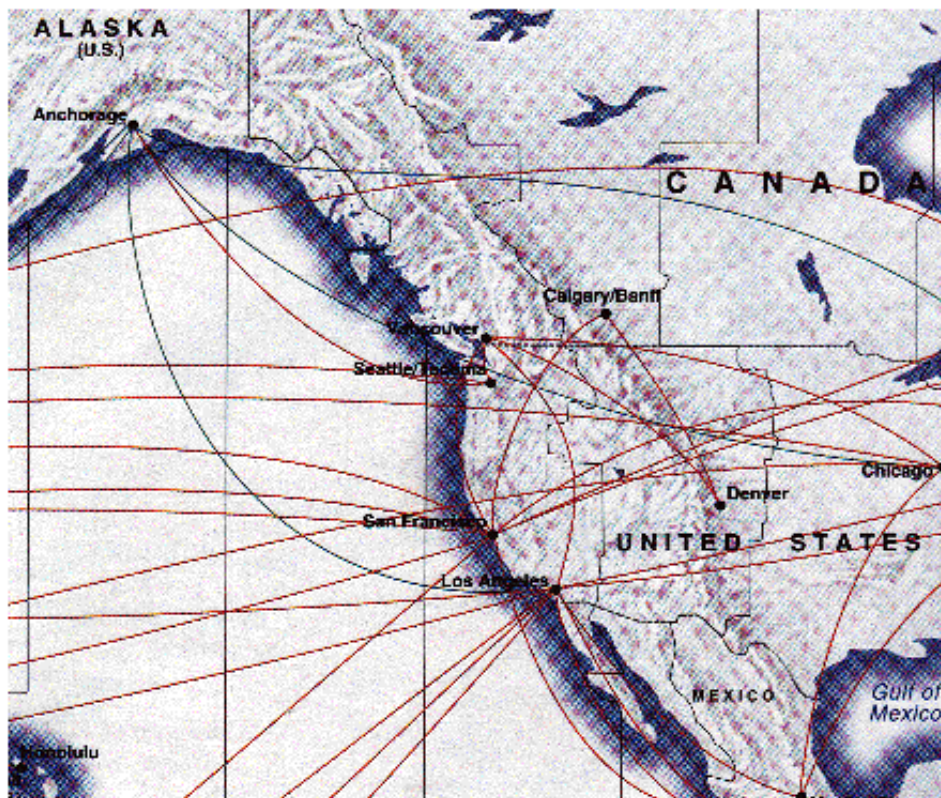 ALASKA
(U.S.)
Anchorage
CANADA
Calgary/Banff
Vancouver
Seattle/Tacoma
Chicago
Denver
San Francisco
UNITED STATES
Los Angeles
MEXICO
Gulf of
Mexico
Honolulu